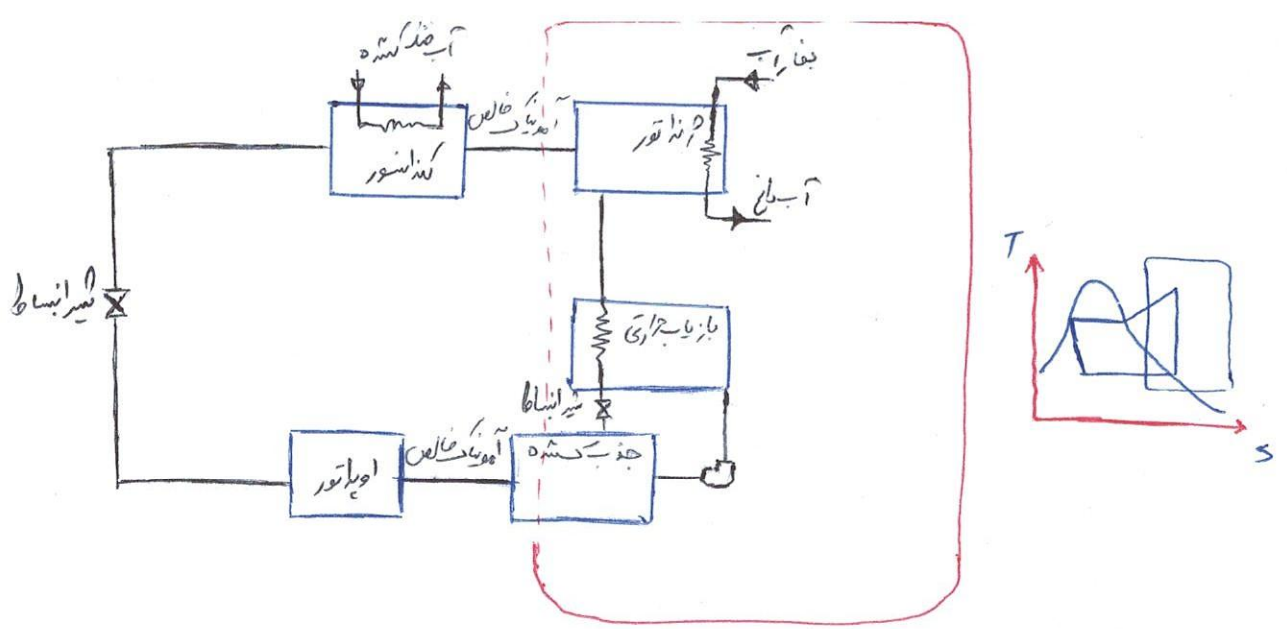 آب خنک کننده
بخار آب
آمونیاک خالص
ژنراتور
کندانسور
آب داغ
شیر انبساط
بازیاب حرارتی
شیر انبساط
آمونیاک خالص
جذب کننده
اوپراتور
T
S